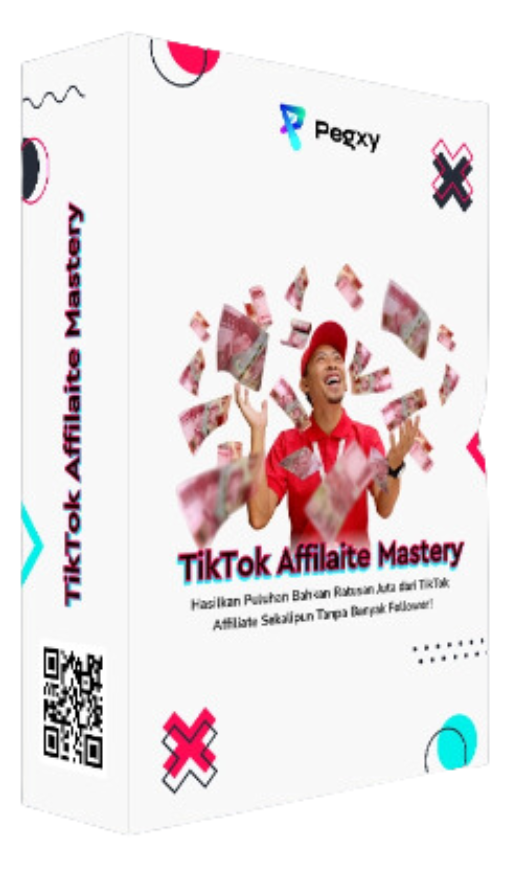 Pegxy
TikTok Affilaite Mastery
TikTok Affilaite Mastery
Hasilkan Puluhan Bahkan Ratusan Juta dari TikTok
Affiliate Sekalipun Tanpa Banyak Follower!